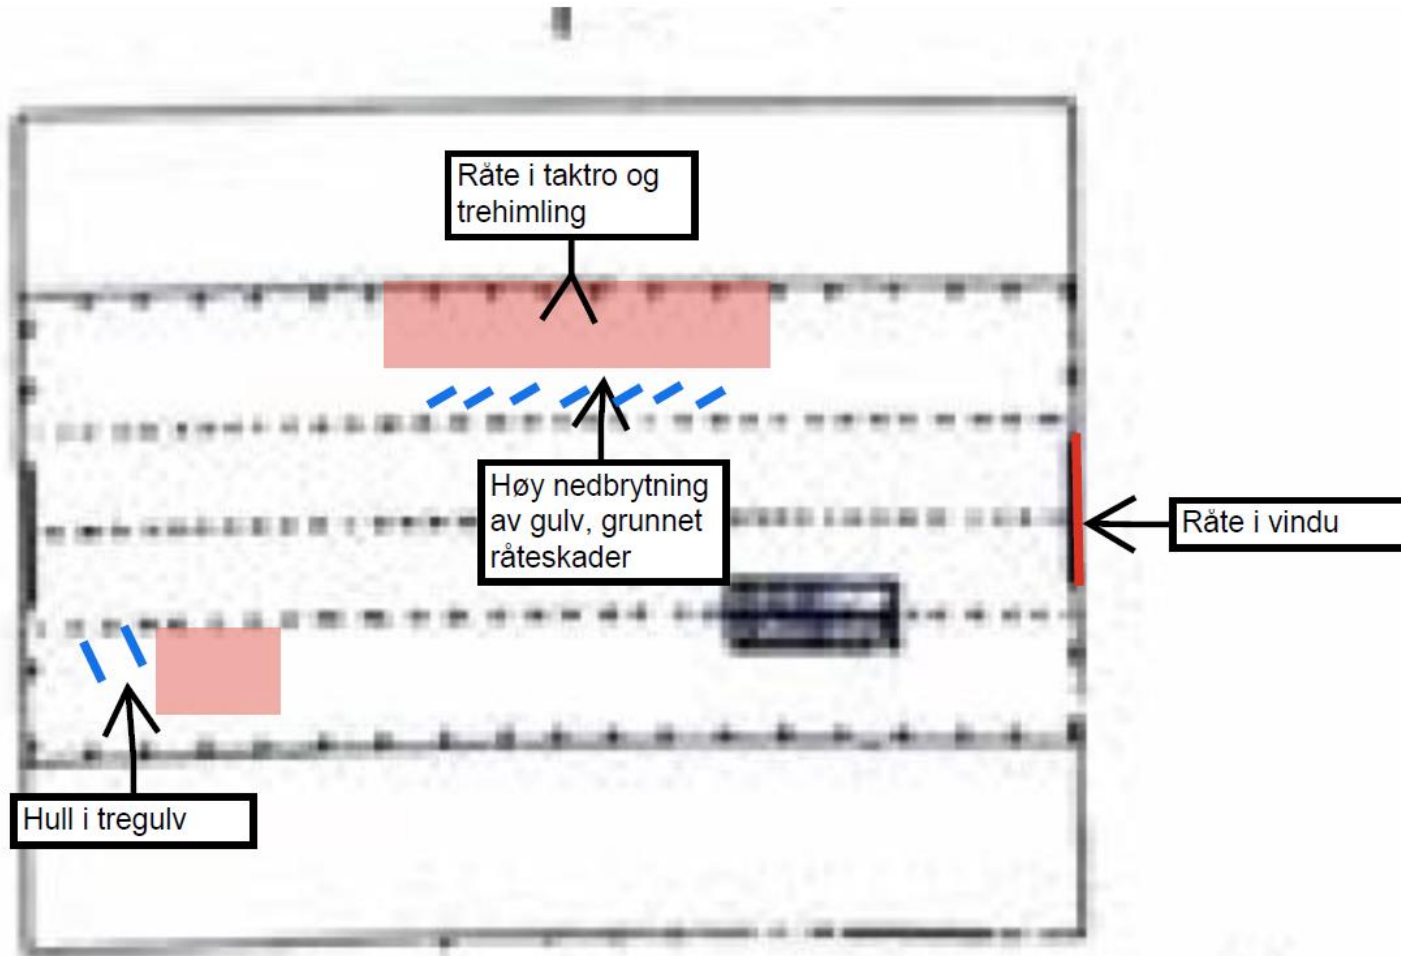 Råte i taktro og
trehimling
Høy nedbrytning
av gulv, grunnet
råteskader
Råte i vindu
Hull i tregulv